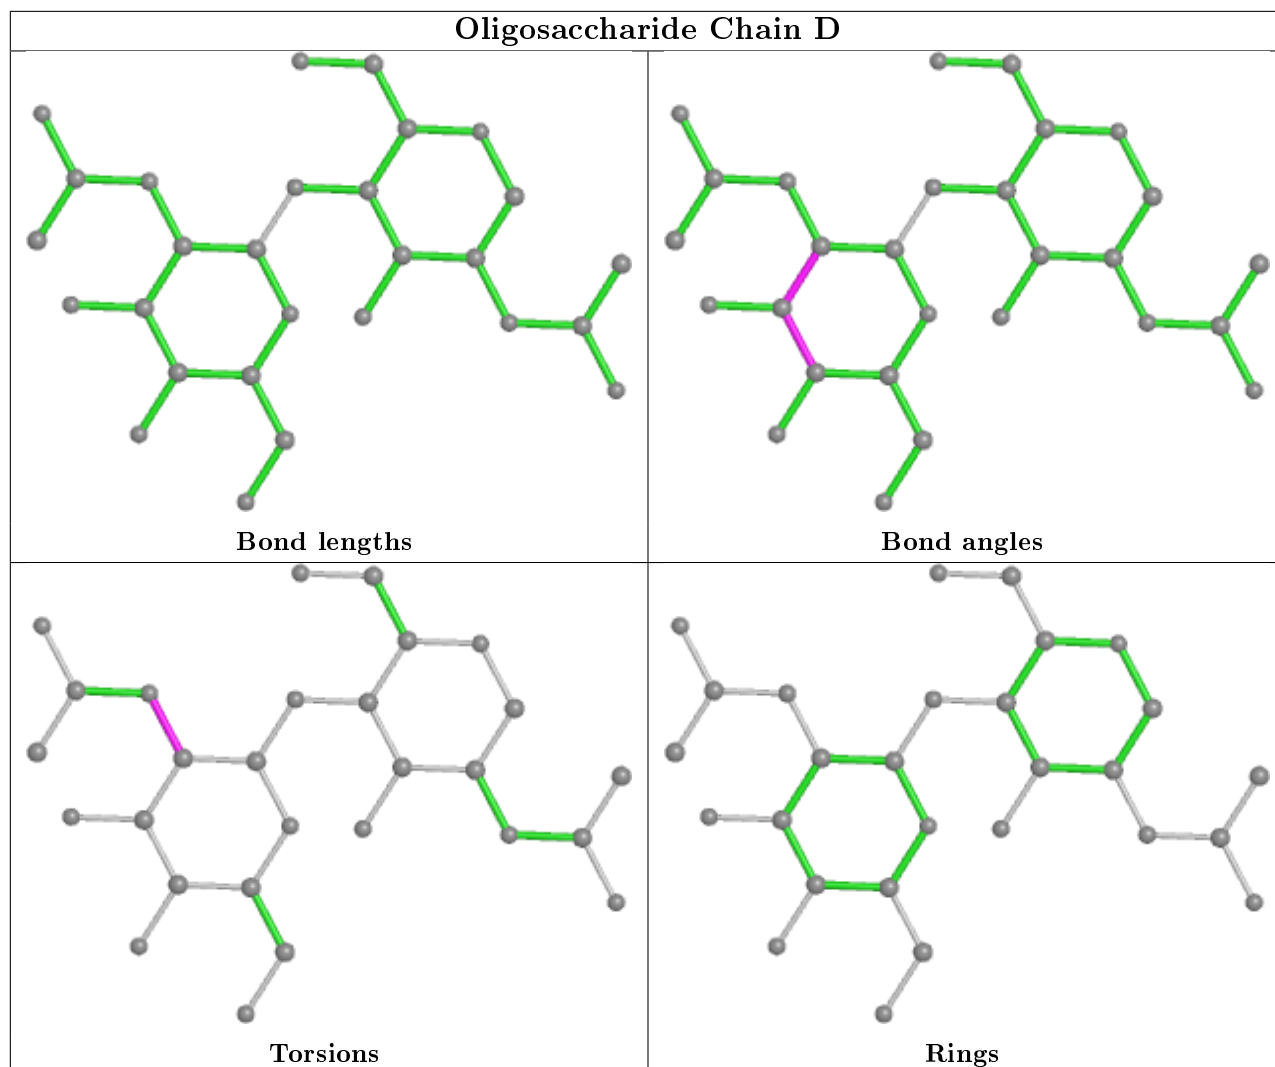 Oligosaccharide Chain D
Bond lengths
Bond angles
Torsions
Rings